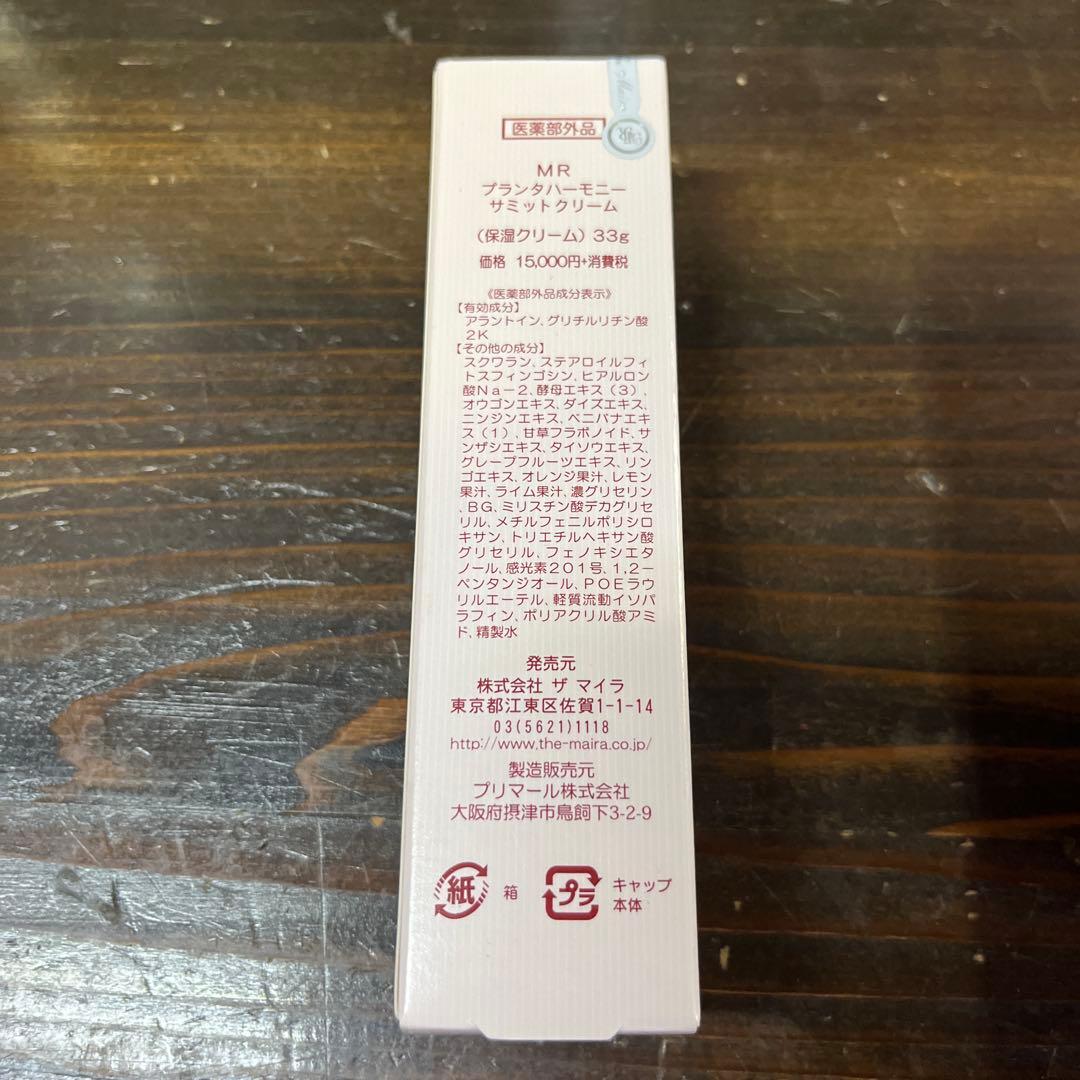 医薬部外品
MR
プランタハーモニー
サミットクリーム
(保湿クリーム) 33g
価格 15,000円+消費税
《医薬部外品成分表示》
【有効成分】
アラントイン、グリチルリチン酸
2K
【その他の成分】
スクワラン、ステアロイルフィ
トスフィンゴシン、ヒアルロン
酸Na-2、酵母エキス(3)、
オウゴンエキス、ダイズエキス、
ニンジンエキス、ベニバナエキ
ス(1)、甘草フラボノイド、サ
ンザシエキス、タイソウエキス、
グレープフルーツエキス、リン
ゴエキス、オレンジ果汁、レモン
果汁、ライム果汁、濃グリセリン
、BG、ミリスチン酸デカグリセ
リル、メチルフェニルポリシロ
キサン、トリエチルヘキサン酸
グリセリル、フェノキシエタ
ノール、感光素201号、1,2-
ペンタンジオール、POEラウ
リルエーテル、軽質流動イソパ
ラフィン、ポリアクリル酸アミ
ド、精製水
発売元
株式会社 ザ マイラ
東京都江東区佐賀1-1-14
03(5621)1118
http://www.the-maira.co.jp/
製造販売元
プリマール株式会社
大阪府摂津市鳥飼下3-2-9
紙 箱
プラ キャップ
本体